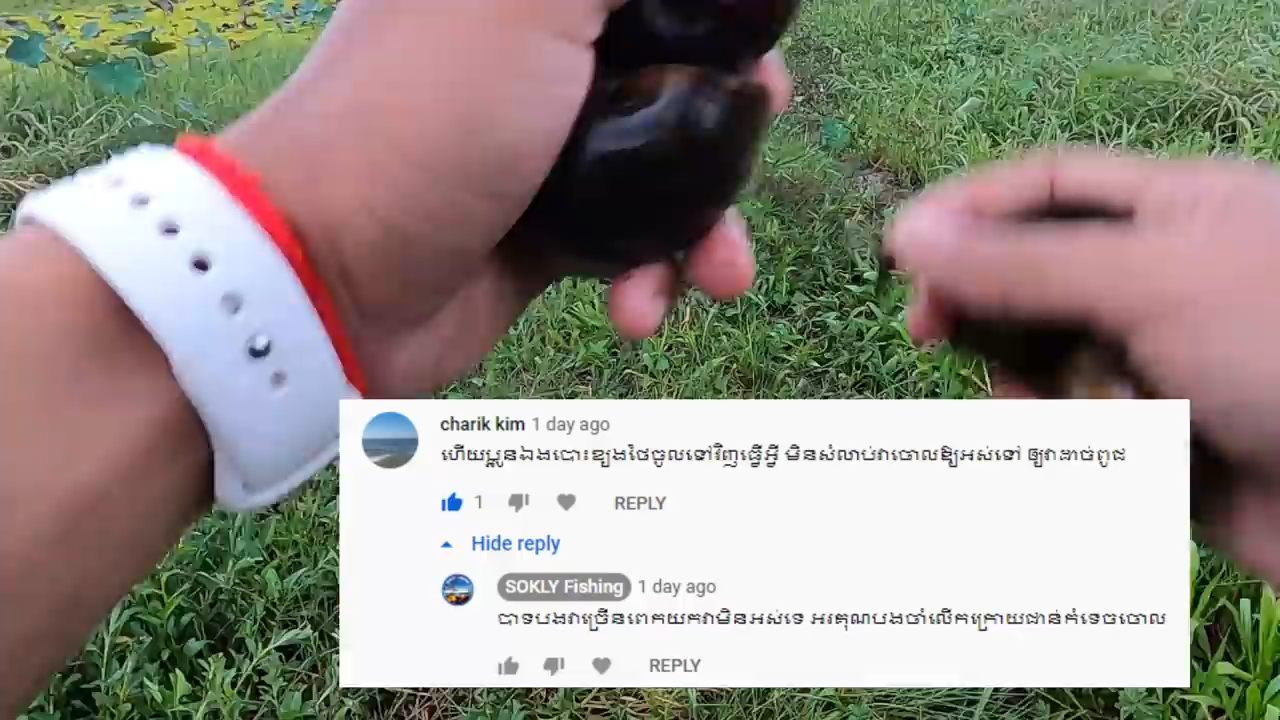 charik kim 1 day ago
ហើយប្អូនឯងបោះខ្យងថៃចូលទៅវិញធ្វើអ្វី មិនសំលាប់វាចោលឱ្យអស់ទៅ ឲ្យវាដាច់ពូជ
1 REPLY
Hide reply
SOKLY Fishing 1 day ago
បាទបងវាច្រើនពេកយកវាមិនអស់ទេ អរគុណបងចាំលើកក្រោយជាន់កំទេចចោល
REPLY